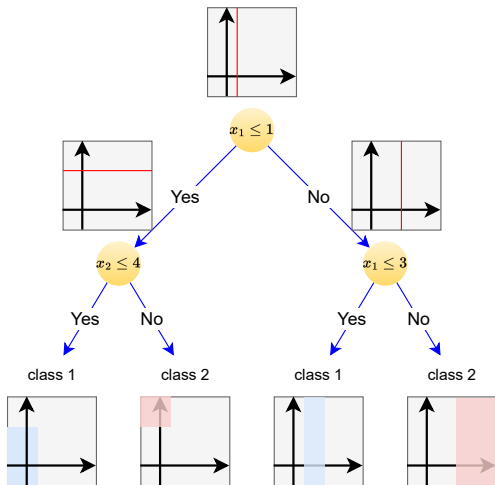 x₁ ≤ 1
Yes
No
x₂ ≤ 4
x₁ ≤ 3
Yes
No
Yes
No
class 1
class 2
class 1
class 2